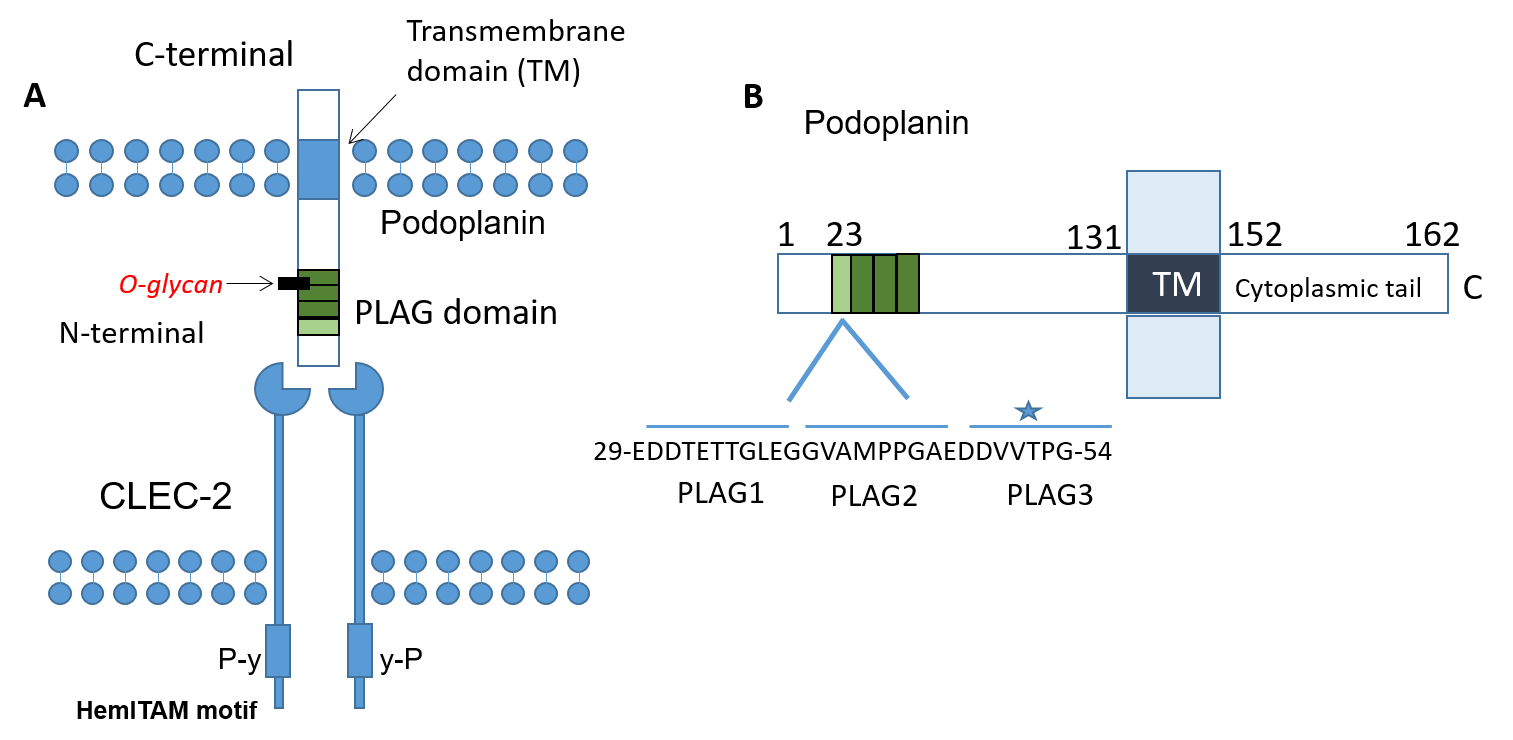 A
C-terminal
Transmembrane
domain (TM)
Podoplanin
O-glycan
PLAG domain
N-terminal
CLEC-2
P-y
y-P
HemITAM motif
B
Podoplanin
1
23
131
152
162
TM
Cytoplasmic tail
C
29-EDDTETTGLEGGVAMPPGAEDDVVTPG-54
PLAG1
PLAG2
PLAG3